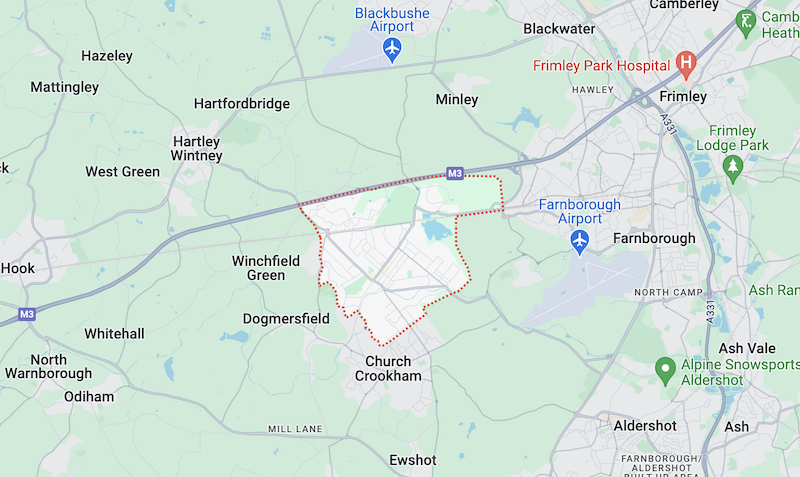 Camberley
Blackbushe
Airport
Blackwater
Camb
Heath
Hazeley
Frimley Park Hospital
H
Mattingley
HAWLEY
Frimley
Hartfordbridge
Minley
A331
Hartley
Wintney
Frimley
Lodge Park
West Green
M3
Farnborough
Airport
Farnborough
Winchfield
Green
Hook
NORTH CAMP
Ash Ran
M3
A331
Dogmersfield
Whitehall
Ash Vale
North
Warnborough
Church
Crookham
Alpine Snowsports
Aldershot
Odiham
MILL LANE
Aldershot
Ash
Ewshot
FARNBOROUGH/
ALDERSHOT
BUILT UP AREA